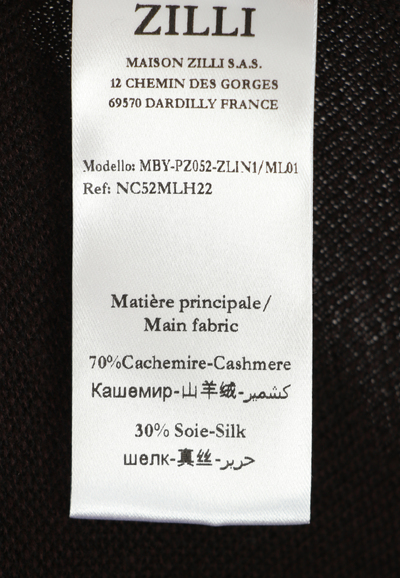 ZILLI
MAISON ZILLI S.A.S.
12 CHEMIN DES GORGES
69570 DARDILLY FRANCE
Modello: MBY-PZ052-ZLIN1/ML01
Ref: NC52MLH22
Matière principale/
Main fabric
70%Cachemire-Cashmere
Кашемир-山羊绒-كشمير
30% Soie-Silk
шелк-真丝-حرير